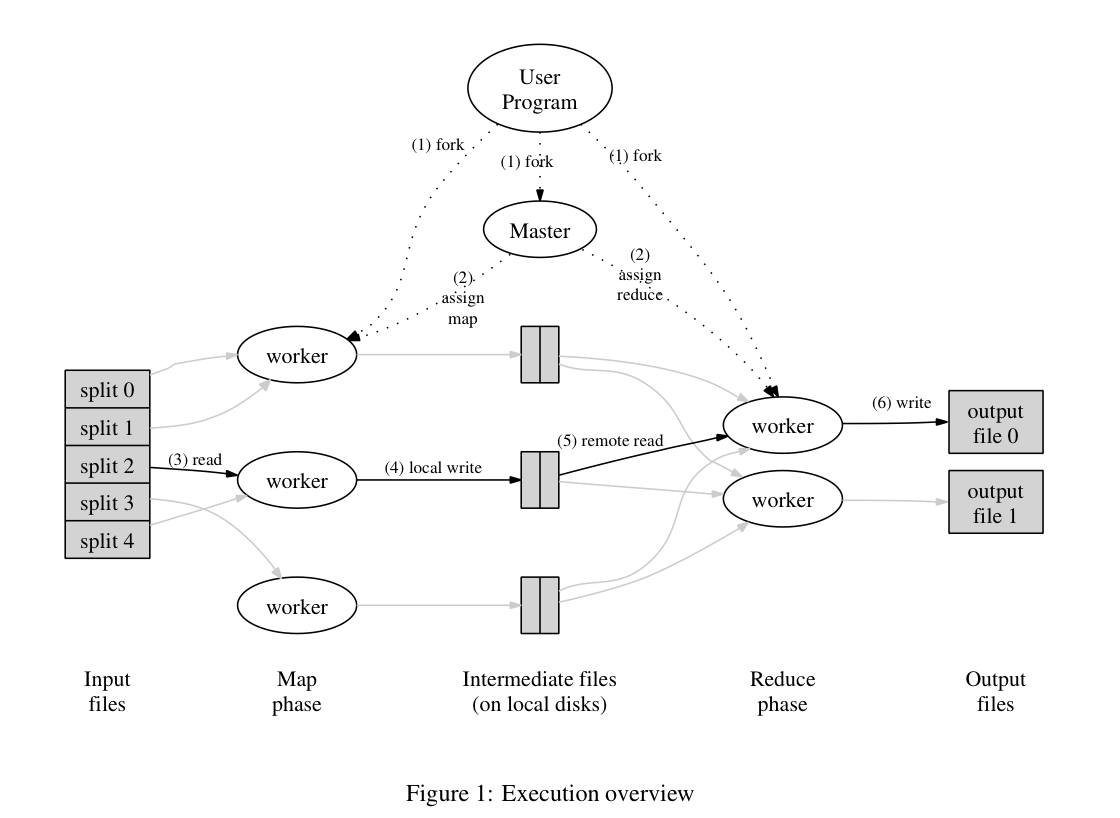 User
Program
(1) fork
(1) fork
(1) fork
Master
(2)
assign
map
(2)
assign
reduce
worker
split 0
split 1
split 2
split 3
split 4
(3) read
worker
(4) local write
worker
(5) remote read
worker
worker
(6) write
output
file 0
output
file 1
Input
files
Map
phase
Intermediate files
(on local disks)
Reduce
phase
Output
files
Figure 1: Execution overview